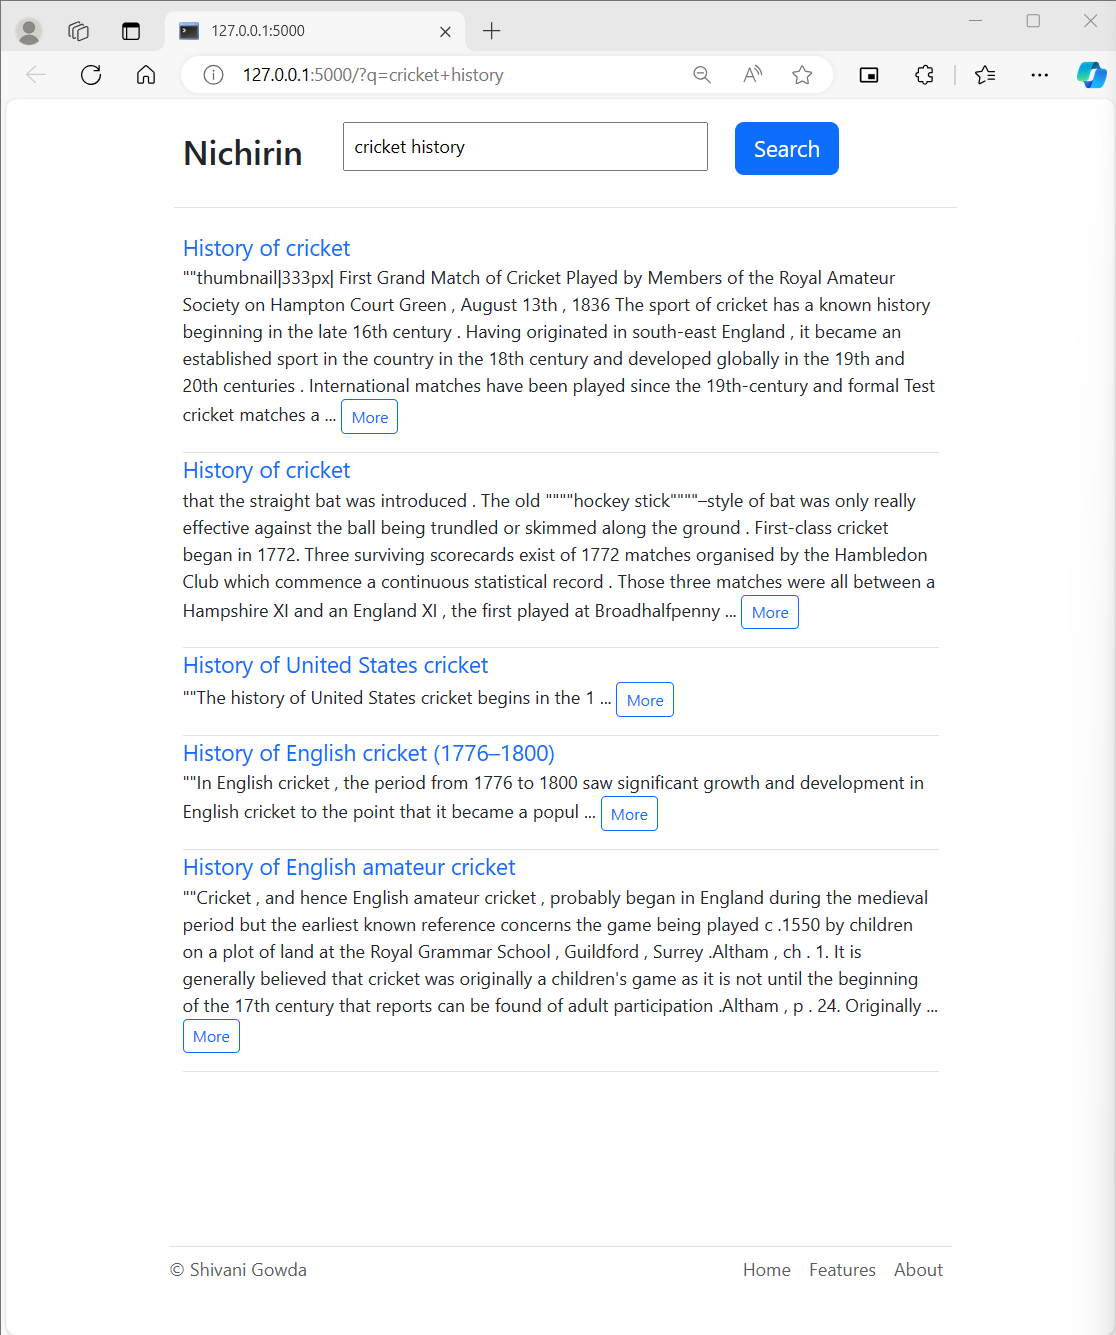 127.0.0.1:5000
127.0.0.1:5000/?q=cricket+history
Nichirin
cricket history
Search
History of cricket
""thumbnail|333px| First Grand Match of Cricket Played by Members of the Royal Amateur
Society on Hampton Court Green , August 13th , 1836 The sport of cricket has a known history
beginning in the late 16th century . Having originated in south-east England , it became an
established sport in the country in the 18th century and developed globally in the 19th and
20th centuries . International matches have been played since the 19th-century and formal Test
cricket matches a ... More
History of cricket
that the straight bat was introduced . The old """"hockey stick""""–style of bat was only really
effective against the ball being trundled or skimmed along the ground . First-class cricket
began in 1772. Three surviving scorecards exist of 1772 matches organised by the Hambledon
Club which commence a continuous statistical record . Those three matches were all between a
Hampshire XI and an England XI , the first played at Broadhalfpenny ... More
History of United States cricket
""The history of United States cricket begins in the 1 ... More
History of English cricket (1776–1800)
""In English cricket , the period from 1776 to 1800 saw significant growth and development in
English cricket to the point that it became a popul ... More
History of English amateur cricket
""Cricket , and hence English amateur cricket , probably began in England during the medieval
period but the earliest known reference concerns the game being played c .1550 by children
on a plot of land at the Royal Grammar School , Guildford , Surrey .Altham , ch . 1. It is
generally believed that cricket was originally a children's game as it is not until the beginning
of the 17th century that reports can be found of adult participation .Altham , p . 24. Originally ...
More
© Shivani Gowda
Home Features About